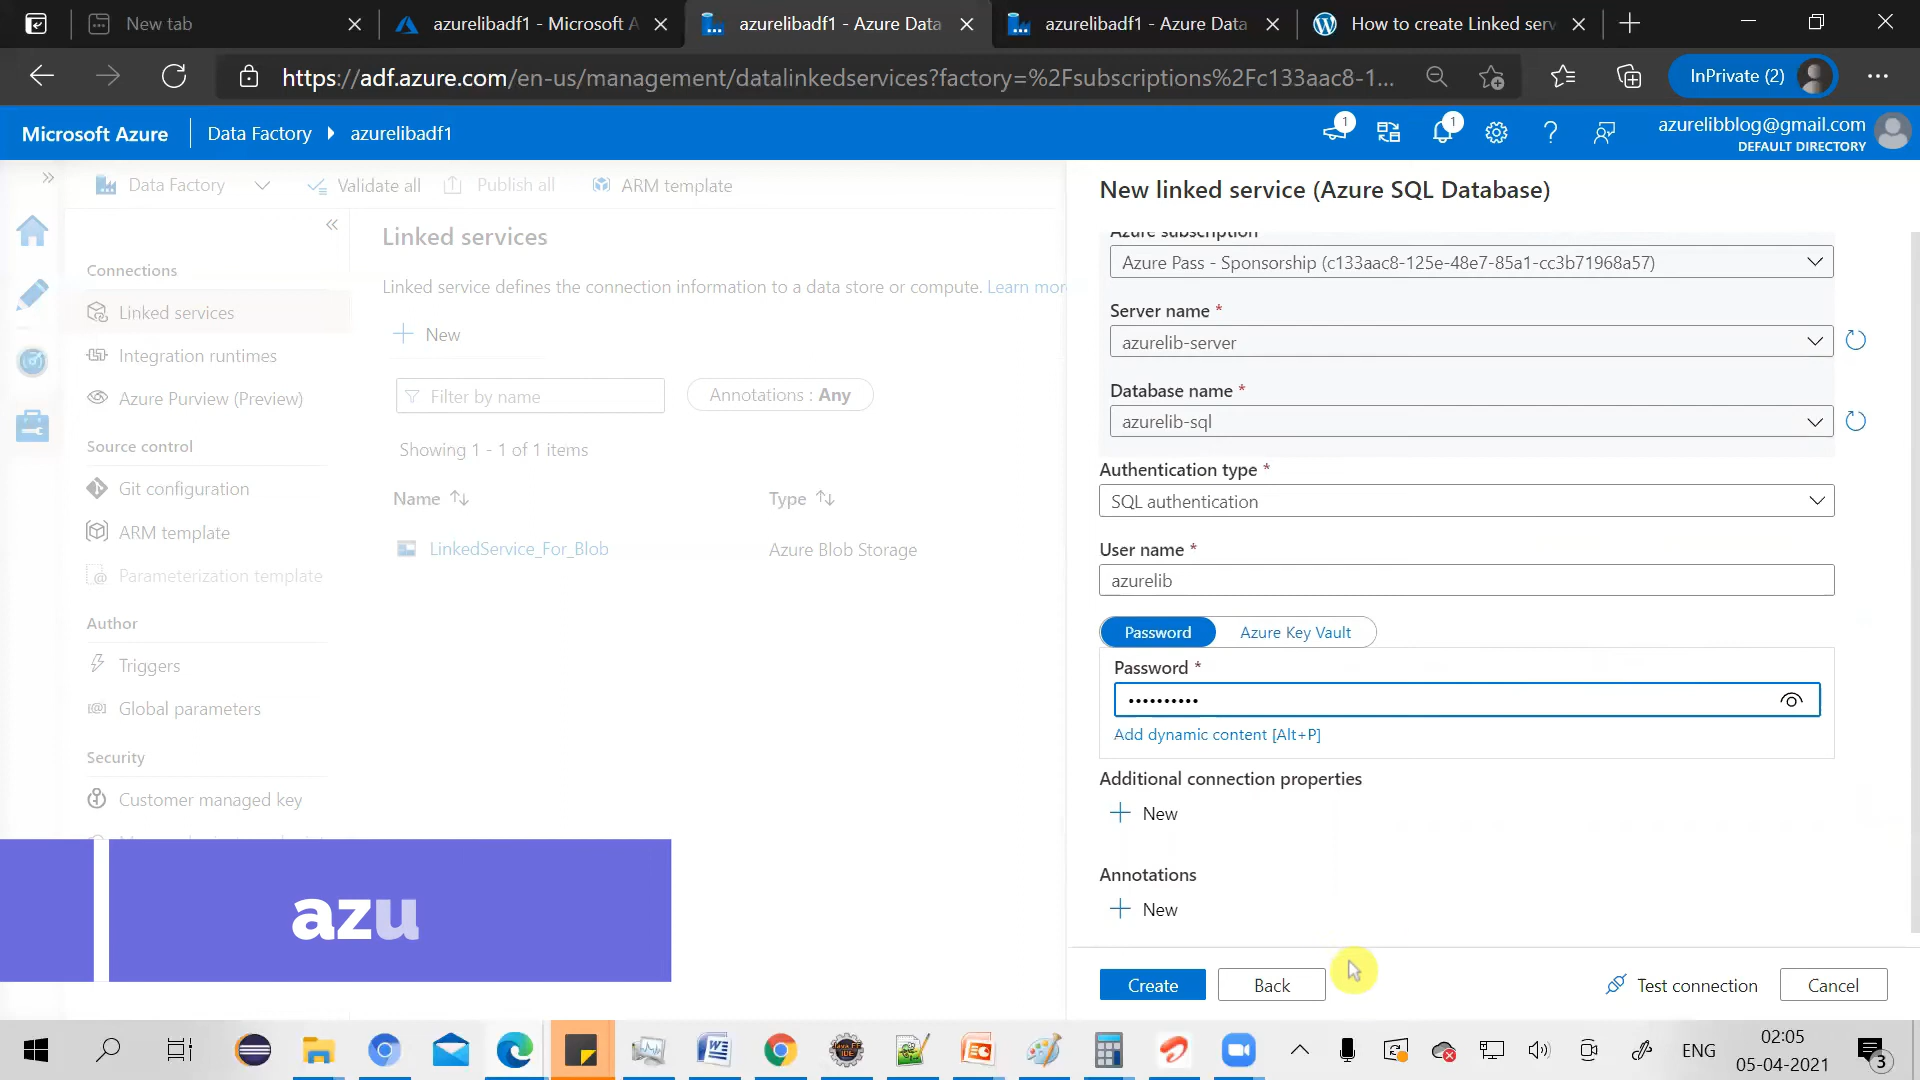 New tab
azurelibadf1 - Microsoft A
azurelibadf1 - Azure Data
azurelibadf1 - Azure Data
How to create Linked serv
https://adf.azure.com/en-us/management/datalinkedservices?factory=%2Fsubscriptions%2Fc133aac8-1...
InPrivate (2)
Microsoft Azure
Data Factory
azurelibadf1
1
1
azurelibblog@gmail.com
DEFAULT DIRECTORY
Data Factory
Validate all
Publish all
ARM template
Connections
Linked services
Integration runtimes
Azure Purview (Preview)
Source control
Git configuration
ARM template
Parameterization template
Author
Triggers
Global parameters
Security
Customer managed key
Linked services
Linked service defines the connection information to a data store or compute. Learn mor
New
Filter by name
Annotations : Any
Showing 1 - 1 of 1 items
Name
Type
LinkedService_For_Blob
Azure Blob Storage
New linked service (Azure SQL Database)
Azure subscription
Azure Pass - Sponsorship (c133aac8-125e-48e7-85a1-cc3b71968a57)
Server name *
azurelib-server
Database name *
azurelib-sql
Authentication type *
SQL authentication
User name *
azurelib
Password
Azure Key Vault
Password *
••••••••••
Add dynamic content [Alt+P]
Additional connection properties
New
Annotations
New
Create
Back
Test connection
Cancel
azu
ENG
02:05
05-04-2021
3